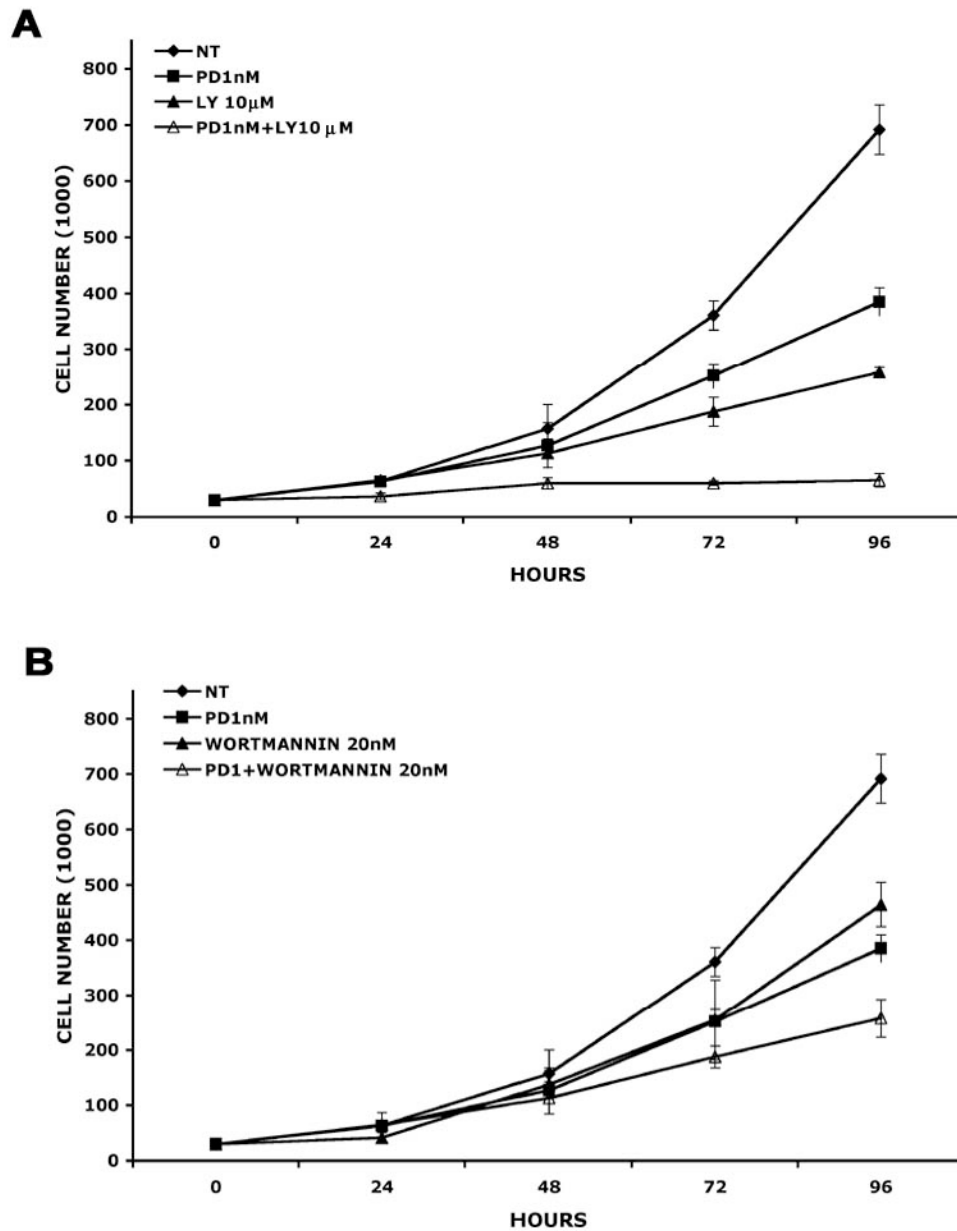 A
NT
PD1nM
LY 10µM
PD1nM+LY10 µM
CELL NUMBER (1000)
800
700
600
500
400
300
200
100
0
0 24 48 72 96
HOURS
B
NT
PD1nM
WORTMANNIN 20nM
PD1+WORTMANNIN 20nM
CELL NUMBER (1000)
800
700
600
500
400
300
200
100
0
0 24 48 72 96
HOURS